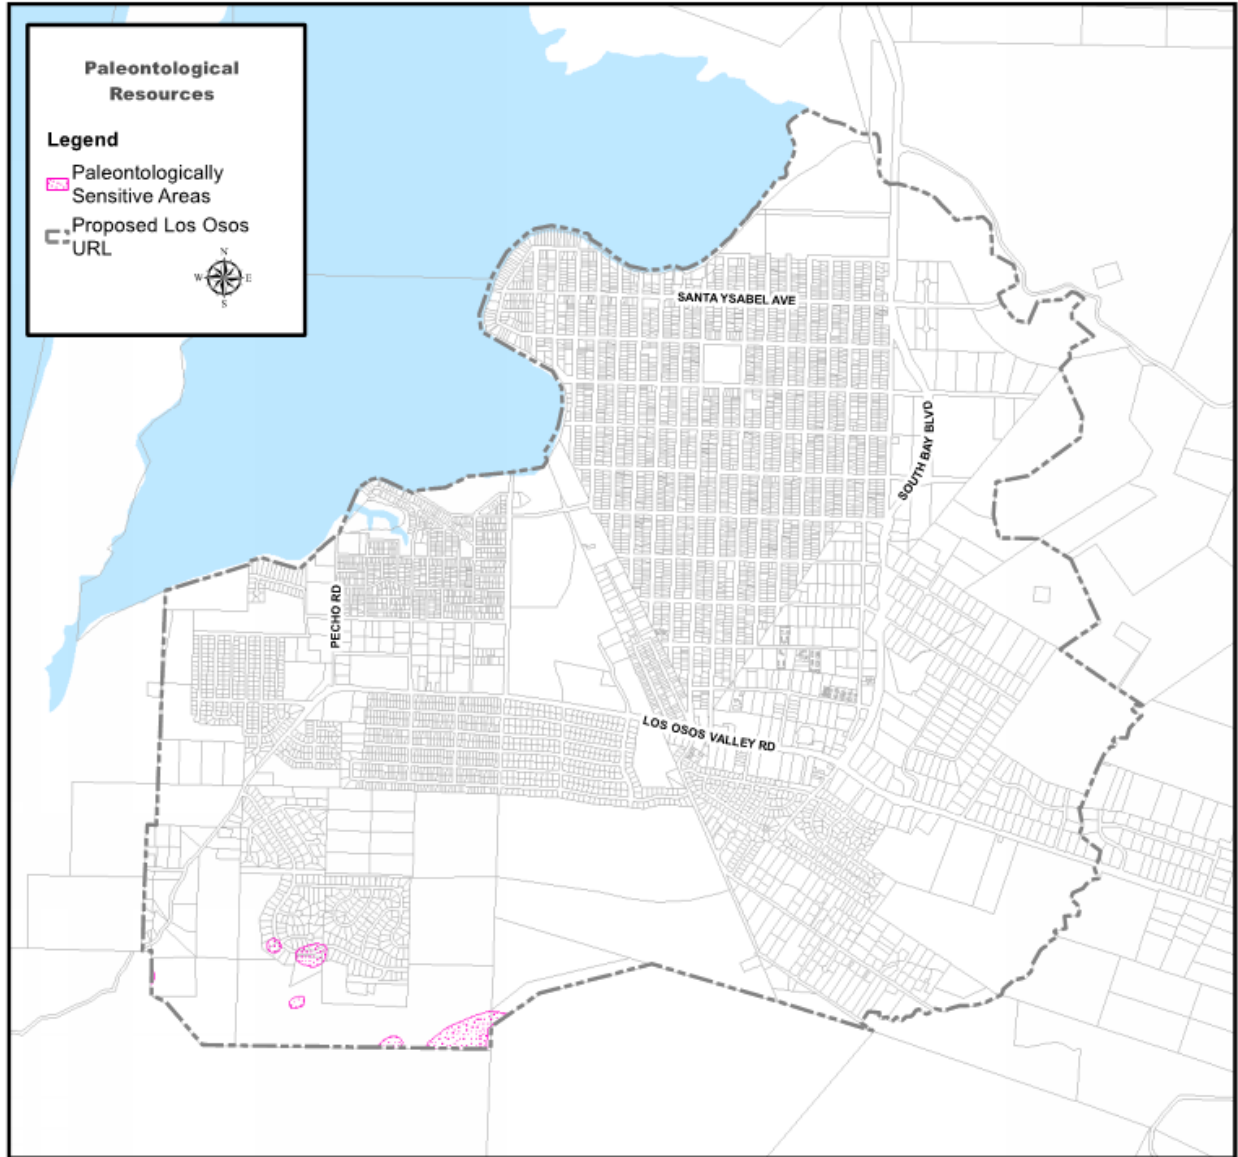 Paleontological
Resources
Legend
Paleontologically
Sensitive Areas
Proposed Los Osos
URL
N
W E
S
SANTA YSABEL AVE
SOUTH BAY BLVD
PECHO RD
LOS OSOS VALLEY RD